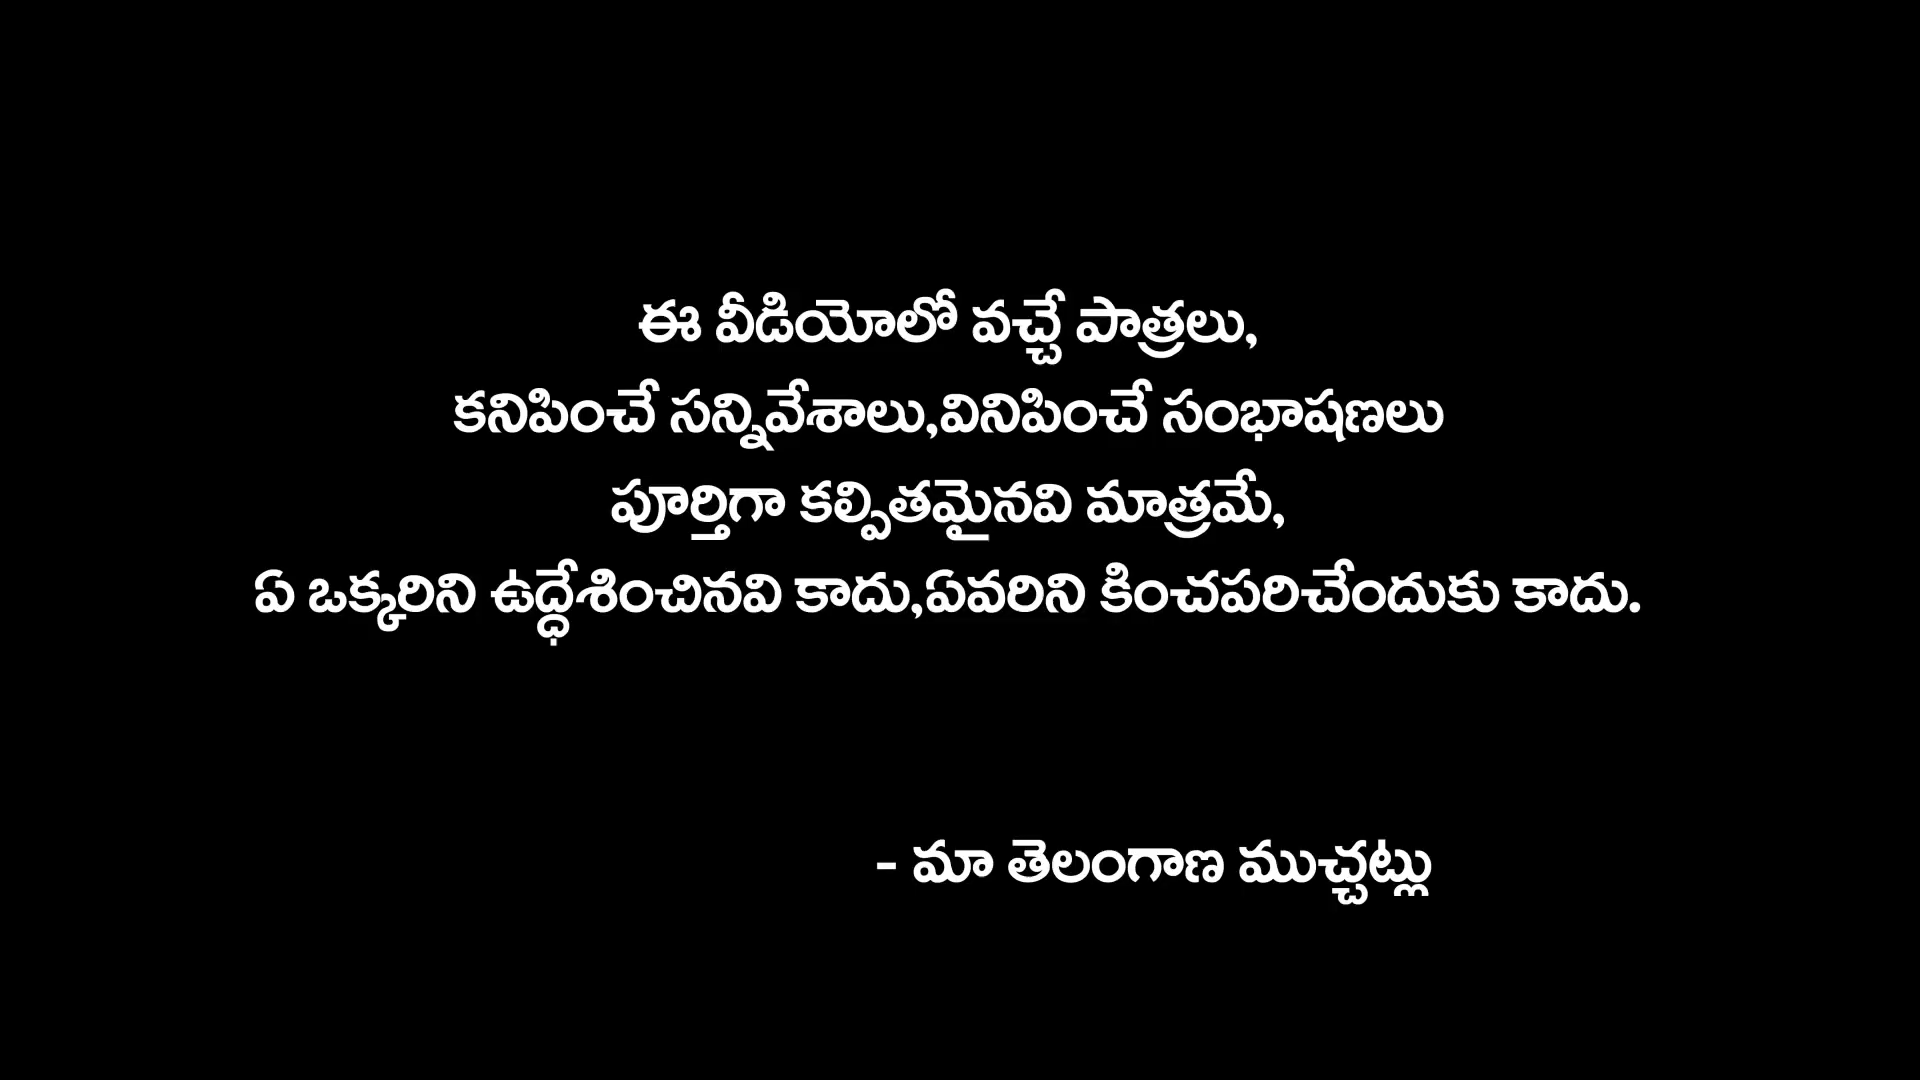 ఈ వీడియోలో వచ్చే పాత్రలు,
కనిపించే సన్నివేశాలు,వినిపించే సంభాషణలు
పూర్తిగా కల్పితమైనవి మాత్రమే,
ఏ ఒక్కరిని ఉద్ధేశించినవి కాదు,ఏవరిని కించపరిచేందుకు కాదు.
- మా తెలంగాణ ముచ్చట్లు